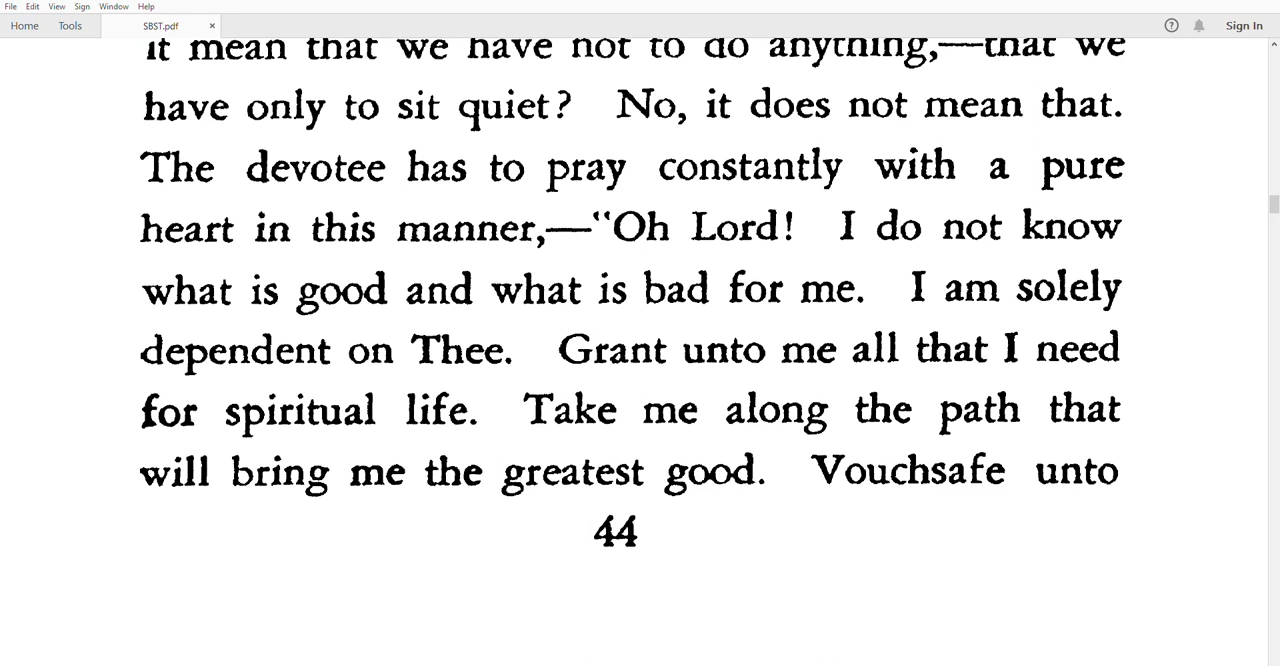 File Edit View Sign Window Help
Home Tools SBST.pdf × ? Sign In
it mean that we have not to do anything,—that we
have only to sit quiet? No, it does not mean that.
The devotee has to pray constantly with a pure
heart in this manner,—"Oh Lord! I do not know
what is good and what is bad for me. I am solely
dependent on Thee. Grant unto me all that I need
for spiritual life. Take me along the path that
will bring me the greatest good. Vouchsafe unto
44